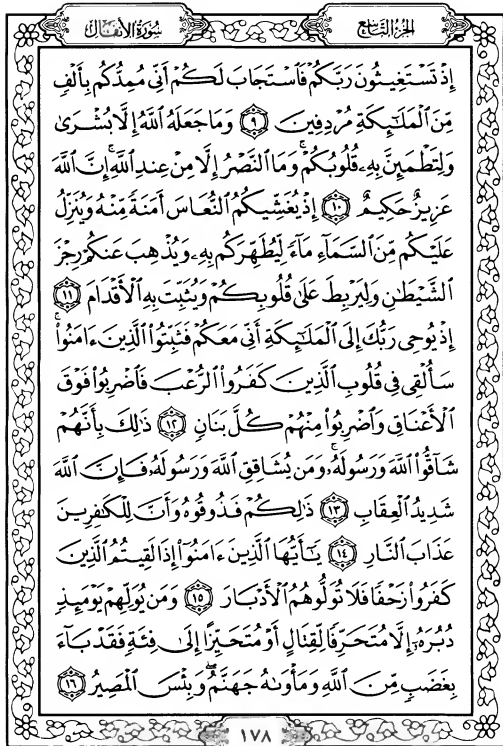 الجزء التاسع
سورة الأنفال
إِذْ تَسْتَغِيثُونَ رَبَّكُمْ فَٱسْتَجَابَ لَكُمْ أَنِّى مُمِدُّكُم بِأَلْفٍ
مِّنَ ٱلْمَلَـٰٓئِكَةِ مُرْدِفِينَ ٩ وَمَا جَعَلَهُ ٱللَّهُ إِلَّا بُشْرَىٰ
وَلِتَطْمَئِنَّ بِهِۦ قُلُوبُكُمْ ۚ وَمَا ٱلنَّصْرُ إِلَّا مِنْ عِندِ ٱللَّهِ ۚ إِنَّ ٱللَّهَ
عَزِيزٌ حَكِيمٌ ١٠ إِذْ يُغَشِّيكُمُ ٱلنُّعَاسَ أَمَنَةً مِّنْهُ وَيُنَزِّلُ
عَلَيْكُم مِّنَ ٱلسَّمَآءِ مَآءً لِّيُطَهِّرَكُم بِهِۦ وَيُذْهِبَ عَنكُمْ رِجْزَ
ٱلشَّيْطَـٰنِ وَلِيَرْبِطَ عَلَىٰ قُلُوبِكُمْ وَيُثَبِّتَ بِهِ ٱلْأَقْدَامَ ١١
إِذْ يُوحِى رَبُّكَ إِلَى ٱلْمَلَـٰٓئِكَةِ أَنِّى مَعَكُمْ فَثَبِّتُوا۟ ٱلَّذِينَ ءَامَنُوا۟ ۚ
سَأُلْقِى فِى قُلُوبِ ٱلَّذِينَ كَفَرُوا۟ ٱلرُّعْبَ فَٱضْرِبُوا۟ فَوْقَ
ٱلْأَعْنَاقِ وَٱضْرِبُوا۟ مِنْهُمْ كُلَّ بَنَانٍ ١٢ ذَٰلِكَ بِأَنَّهُمْ
شَآقُّوا۟ ٱللَّهَ وَرَسُولَهُۥ ۚ وَمَن يُشَاقِقِ ٱللَّهَ وَرَسُولَهُۥ فَإِنَّ ٱللَّهَ
شَدِيدُ ٱلْعِقَابِ ١٣ ذَٰلِكُمْ فَذُوقُوهُ وَأَنَّ لِلْكَـٰفِرِينَ
عَذَابَ ٱلنَّارِ ١٤ يَـٰٓأَيُّهَا ٱلَّذِينَ ءَامَنُوٓا۟ إِذَا لَقِيتُمُ ٱلَّذِينَ
كَفَرُوا۟ زَحْفًا فَلَا تُوَلُّوهُمُ ٱلْأَدْبَارَ ١٥ وَمَن يُوَلِّهِمْ يَوْمَئِذٍ
دُبُرَهُۥٓ إِلَّا مُتَحَرِّفًا لِّقِتَالٍ أَوْ مُتَحَيِّزًا إِلَىٰ فِئَةٍ فَقَدْ بَآءَ
بِغَضَبٍ مِّنَ ٱللَّهِ وَمَأْوَىٰهُ جَهَنَّمُ ۖ وَبِئْسَ ٱلْمَصِيرُ ١٦
١٧٨